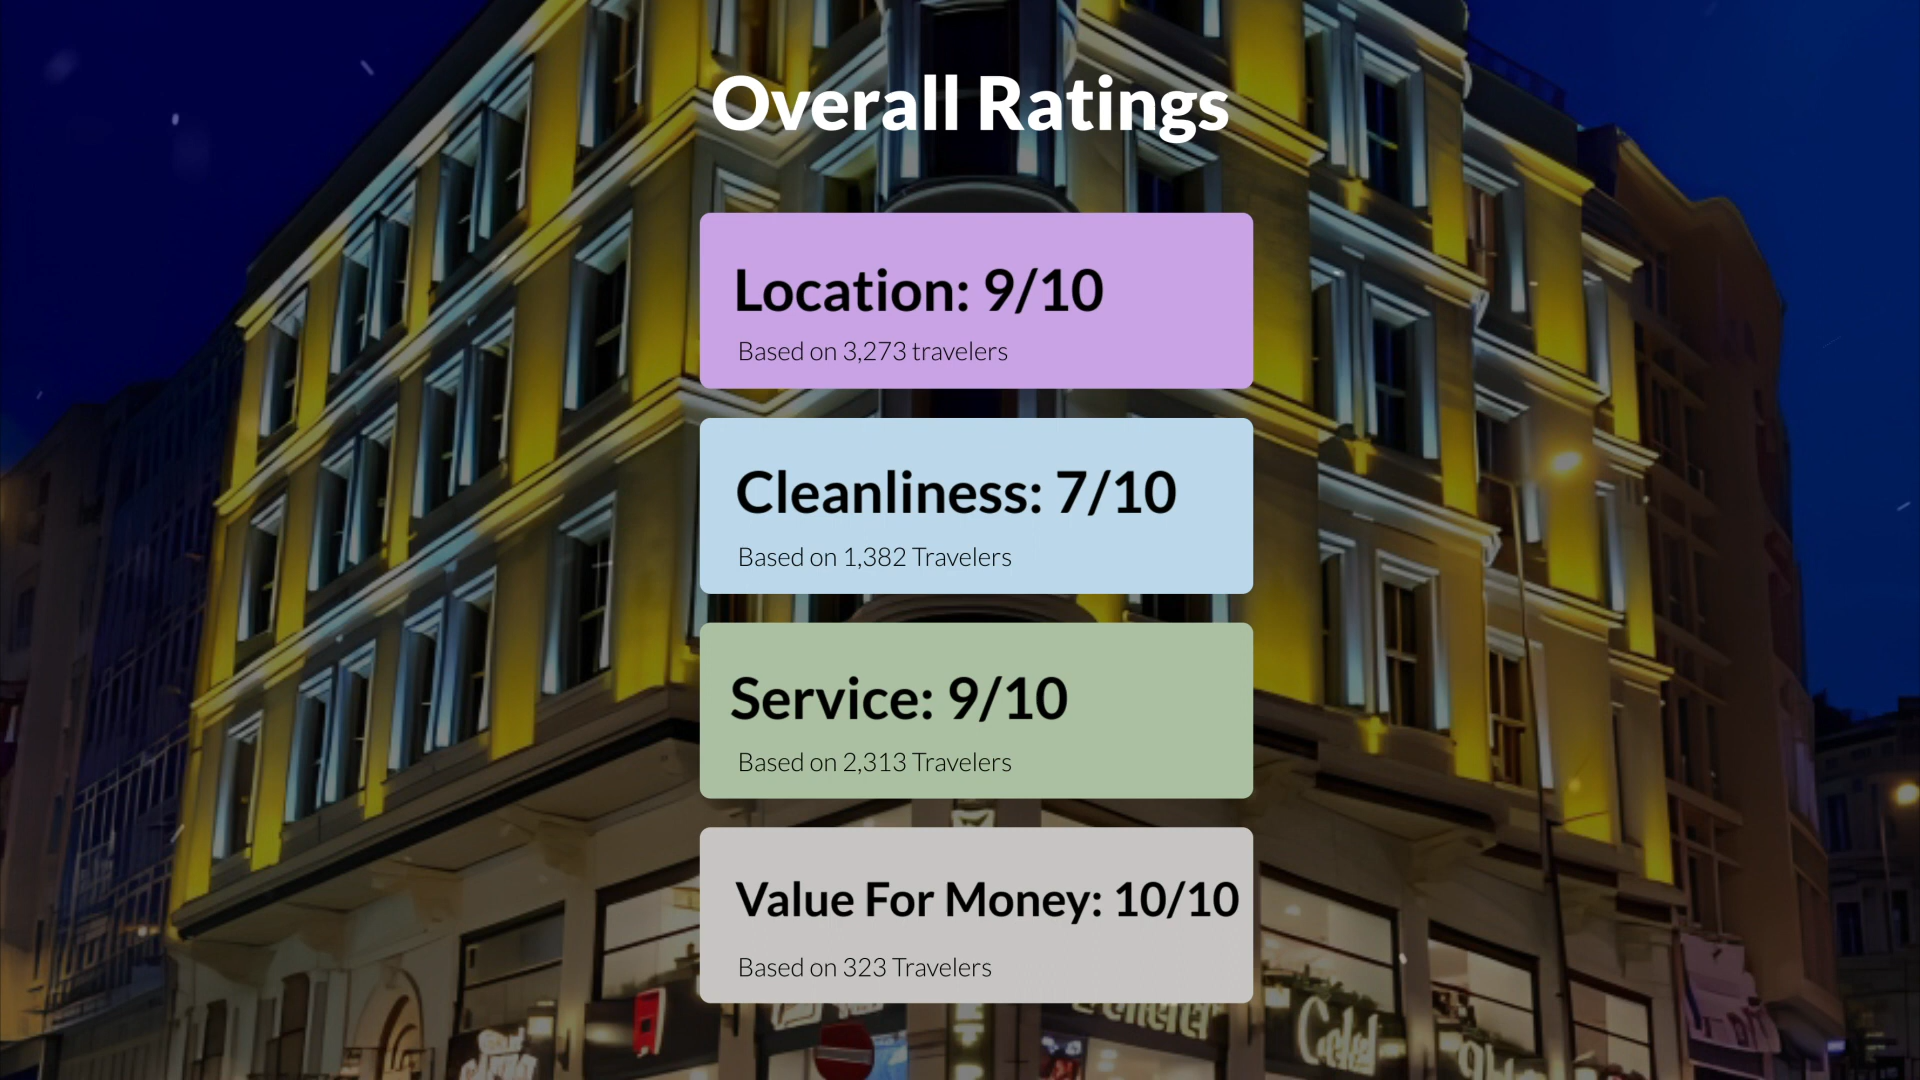 Overall Ratings
Location: 9/10
Based on 3,273 travelers
Cleanliness: 7/10
Based on 1,382 Travelers
Service: 9/10
Based on 2,313 Travelers
Value For Money: 10/10
Based on 323 Travelers